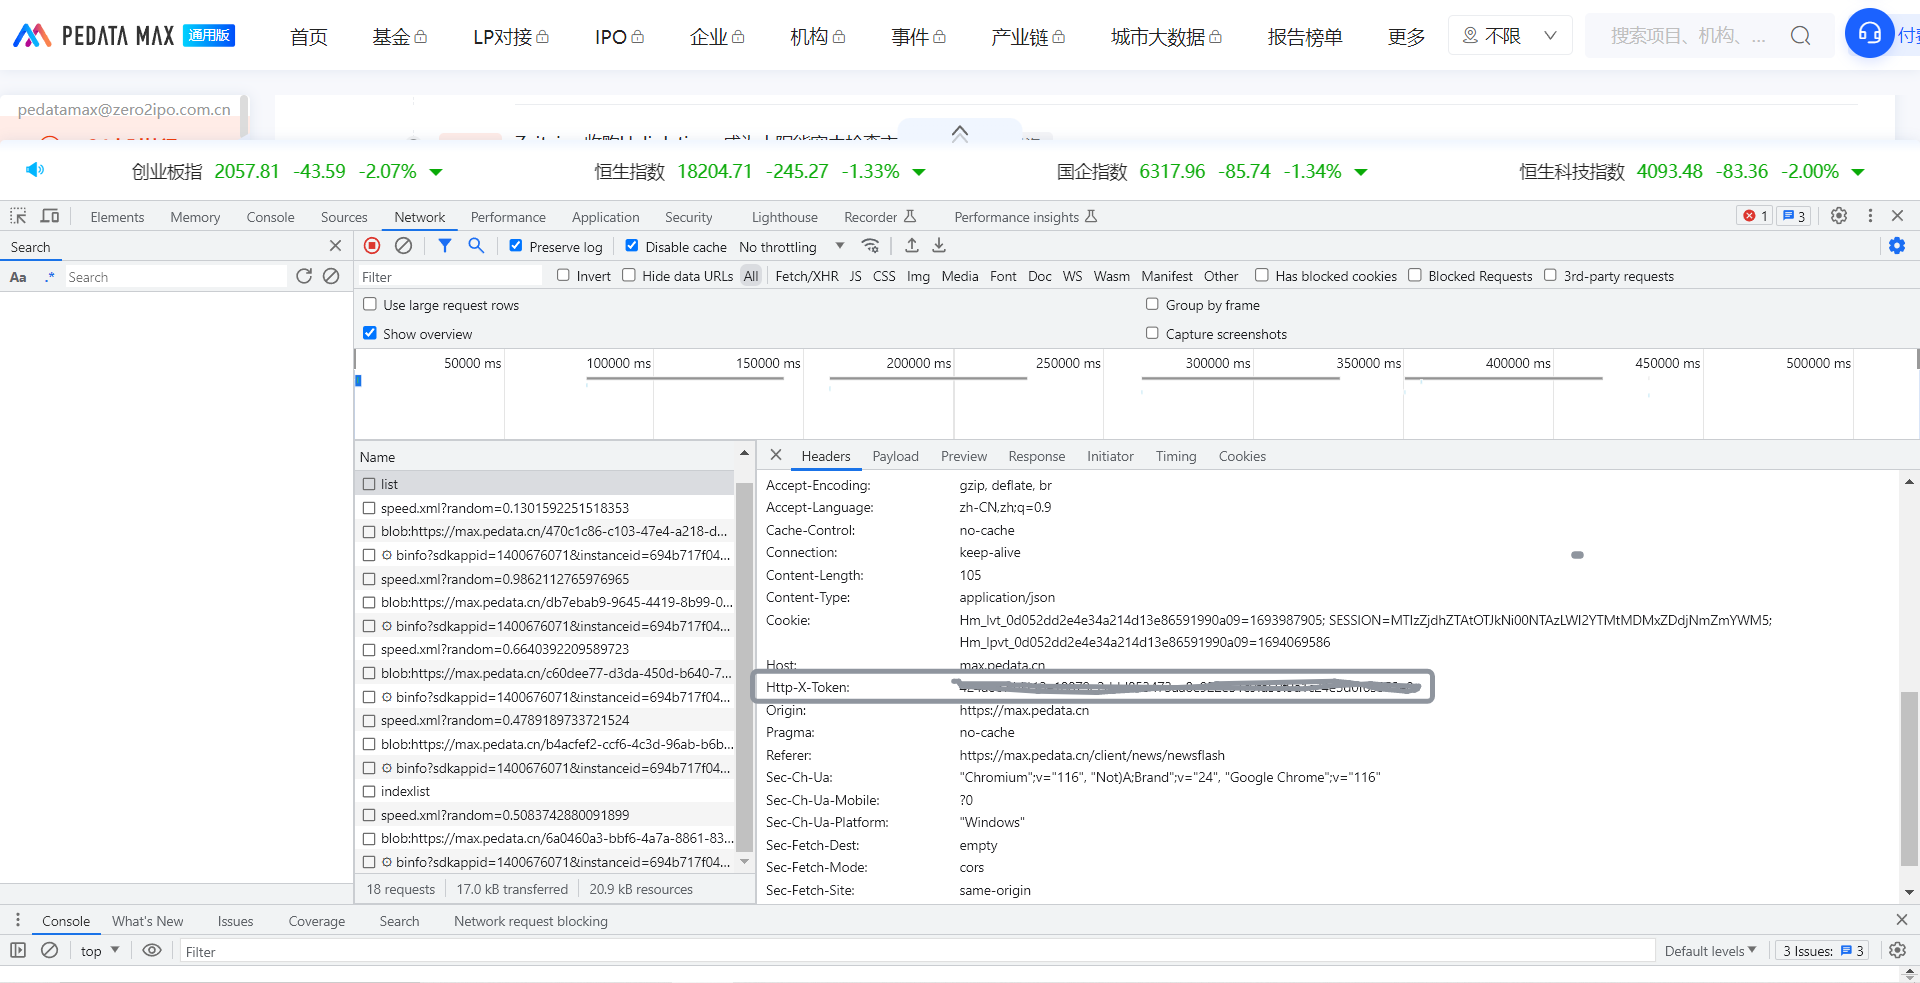 PEDATA MAX 通用版 首页 基金 LP对接 IPO 企业 机构 事件 产业链 城市大数据 报告榜单 更多 不限 搜索项目、机构、... 付
pedatamax@zero2ipo.com.cn
创业板指 2057.81 -43.59 -2.07% 恒生指数 18204.71 -245.27 -1.33% 国企指数 6317.96 -85.74 -1.34% 恒生科技指数 4093.48 -83.36 -2.00%
Elements Memory Console Sources Network Performance Application Security Lighthouse Recorder Performance insights 1 3
Search Preserve log Disable cache No throttling
Aa .* Search Filter Invert Hide data URLs All Fetch/XHR JS CSS Img Media Font Doc WS Wasm Manifest Other Has blocked cookies Blocked Requests 3rd-party requests
Use large request rows Group by frame
Show overview Capture screenshots
50000 ms 100000 ms 150000 ms 200000 ms 250000 ms 300000 ms 350000 ms 400000 ms 450000 ms 500000 ms
Name
list
speed.xml?random=0.1301592251518353
blob:https://max.pedata.cn/470c1c86-c103-47e4-a218-d...
binfo?sdkappid=1400676071&instanceid=694b717f04...
speed.xml?random=0.9862112765976965
blob:https://max.pedata.cn/db7ebab9-9645-4419-8b99-0...
binfo?sdkappid=1400676071&instanceid=694b717f04...
speed.xml?random=0.6640392209589723
blob:https://max.pedata.cn/c60dee77-d3da-450d-b640-7...
binfo?sdkappid=1400676071&instanceid=694b717f04...
speed.xml?random=0.4789189733721524
blob:https://max.pedata.cn/b4acfef2-ccf6-4c3d-96ab-b6b...
binfo?sdkappid=1400676071&instanceid=694b717f04...
indexlist
speed.xml?random=0.5083742880091899
blob:https://max.pedata.cn/6a0460a3-bbf6-4a7a-8861-83...
binfo?sdkappid=1400676071&instanceid=694b717f04...
18 requests 17.0 kB transferred 20.9 kB resources
Headers Payload Preview Response Initiator Timing Cookies
Accept-Encoding: gzip, deflate, br
Accept-Language: zh-CN,zh;q=0.9
Cache-Control: no-cache
Connection: keep-alive
Content-Length: 105
Content-Type: application/json
Cookie: Hm_lvt_0d052dd2e4e34a214d13e86591990a09=1693987905; SESSION=MTIzZjdhZTAtOTJkNi00NTAzLWI2YTMtMDMxZDdjNmZmYWM5;
Hm_lpvt_0d052dd2e4e34a214d13e86591990a09=1694069586
Host: max.pedata.cn
Http-X-Token:
Origin: https://max.pedata.cn
Pragma: no-cache
Referer: https://max.pedata.cn/client/news/newsflash
Sec-Ch-Ua: "Chromium";v="116", "Not)A;Brand";v="24", "Google Chrome";v="116"
Sec-Ch-Ua-Mobile: ?0
Sec-Ch-Ua-Platform: "Windows"
Sec-Fetch-Dest: empty
Sec-Fetch-Mode: cors
Sec-Fetch-Site: same-origin
Console What's New Issues Coverage Search Network request blocking
top Filter Default levels 3 Issues: 3